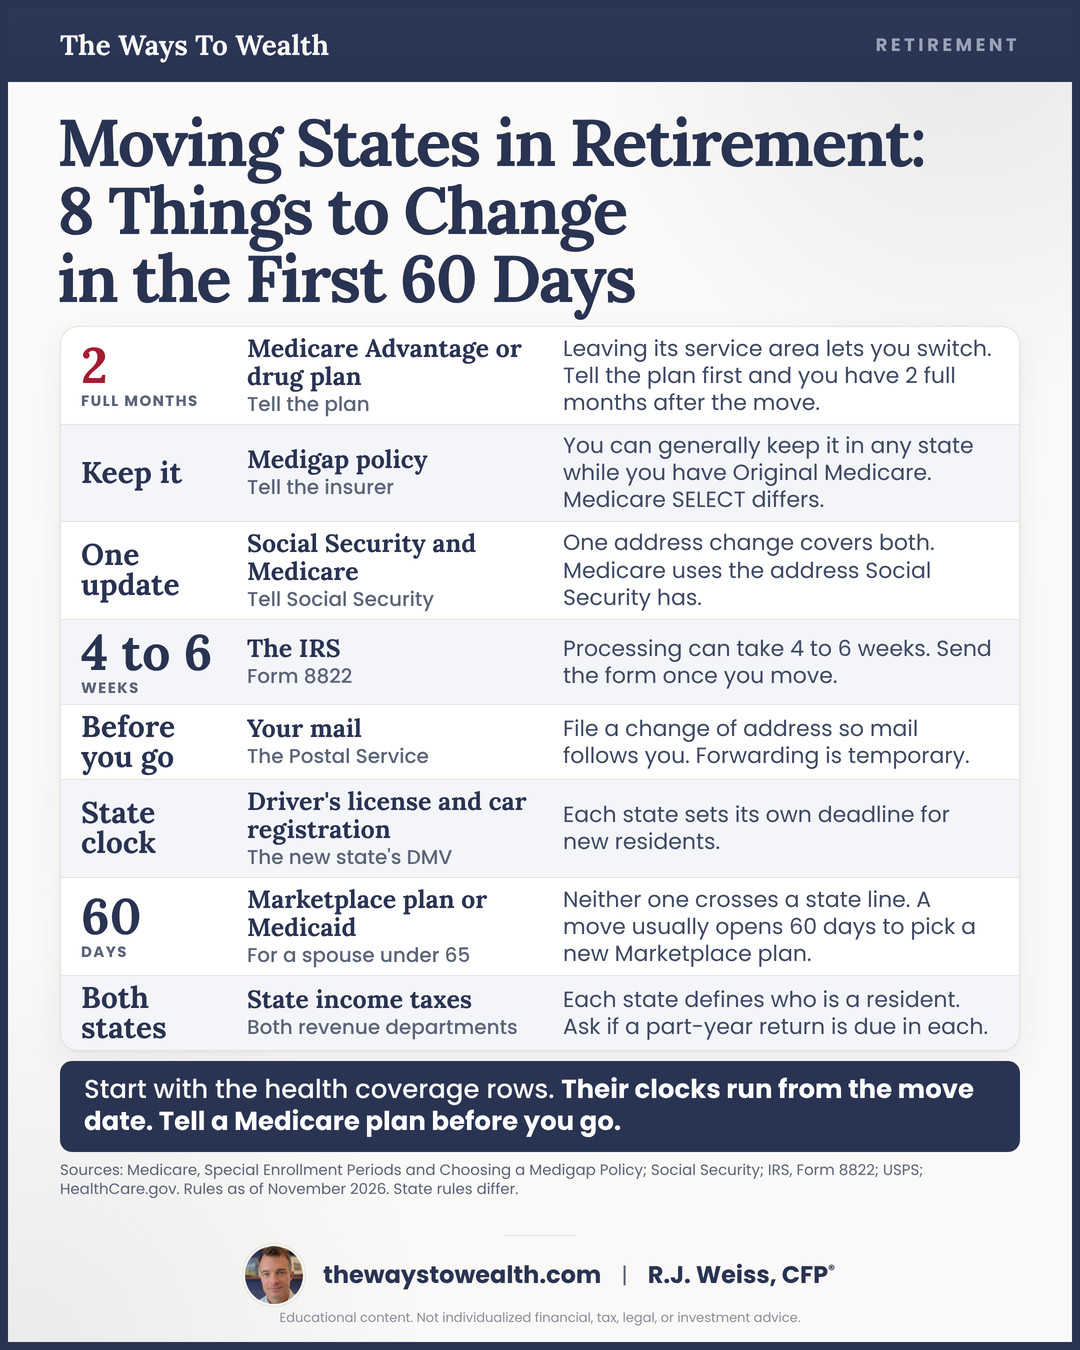 The Ways To Wealth
RETIREMENT
Moving States in Retirement:
8 Things to Change
in the First 60 Days
2
FULL MONTHS
Medicare Advantage or
drug plan
Tell the plan
Leaving its service area lets you switch.
Tell the plan first and you have 2 full
months after the move.
Keep it
Medigap policy
Tell the insurer
You can generally keep it in any state
while you have Original Medicare.
Medicare SELECT differs.
One
update
Social Security and
Medicare
Tell Social Security
One address change covers both.
Medicare uses the address Social
Security has.
4 to 6
WEEKS
The IRS
Form 8822
Processing can take 4 to 6 weeks. Send
the form once you move.
Before
you go
Your mail
The Postal Service
File a change of address so mail
follows you. Forwarding is temporary.
State
clock
Driver's license and car
registration
The new state's DMV
Each state sets its own deadline for
new residents.
60
DAYS
Marketplace plan or
Medicaid
For a spouse under 65
Neither one crosses a state line. A
move usually opens 60 days to pick a
new Marketplace plan.
Both
states
State income taxes
Both revenue departments
Each state defines who is a resident.
Ask if a part-year return is due in each.
Start with the health coverage rows. Their clocks run from the move
date. Tell a Medicare plan before you go.
Sources: Medicare, Special Enrollment Periods and Choosing a Medigap Policy; Social Security; IRS, Form 8822; USPS;
HealthCare.gov. Rules as of November 2026. State rules differ.
thewaystowealth.com | R.J. Weiss, CFP®
Educational content. Not individualized financial, tax, legal, or investment advice.